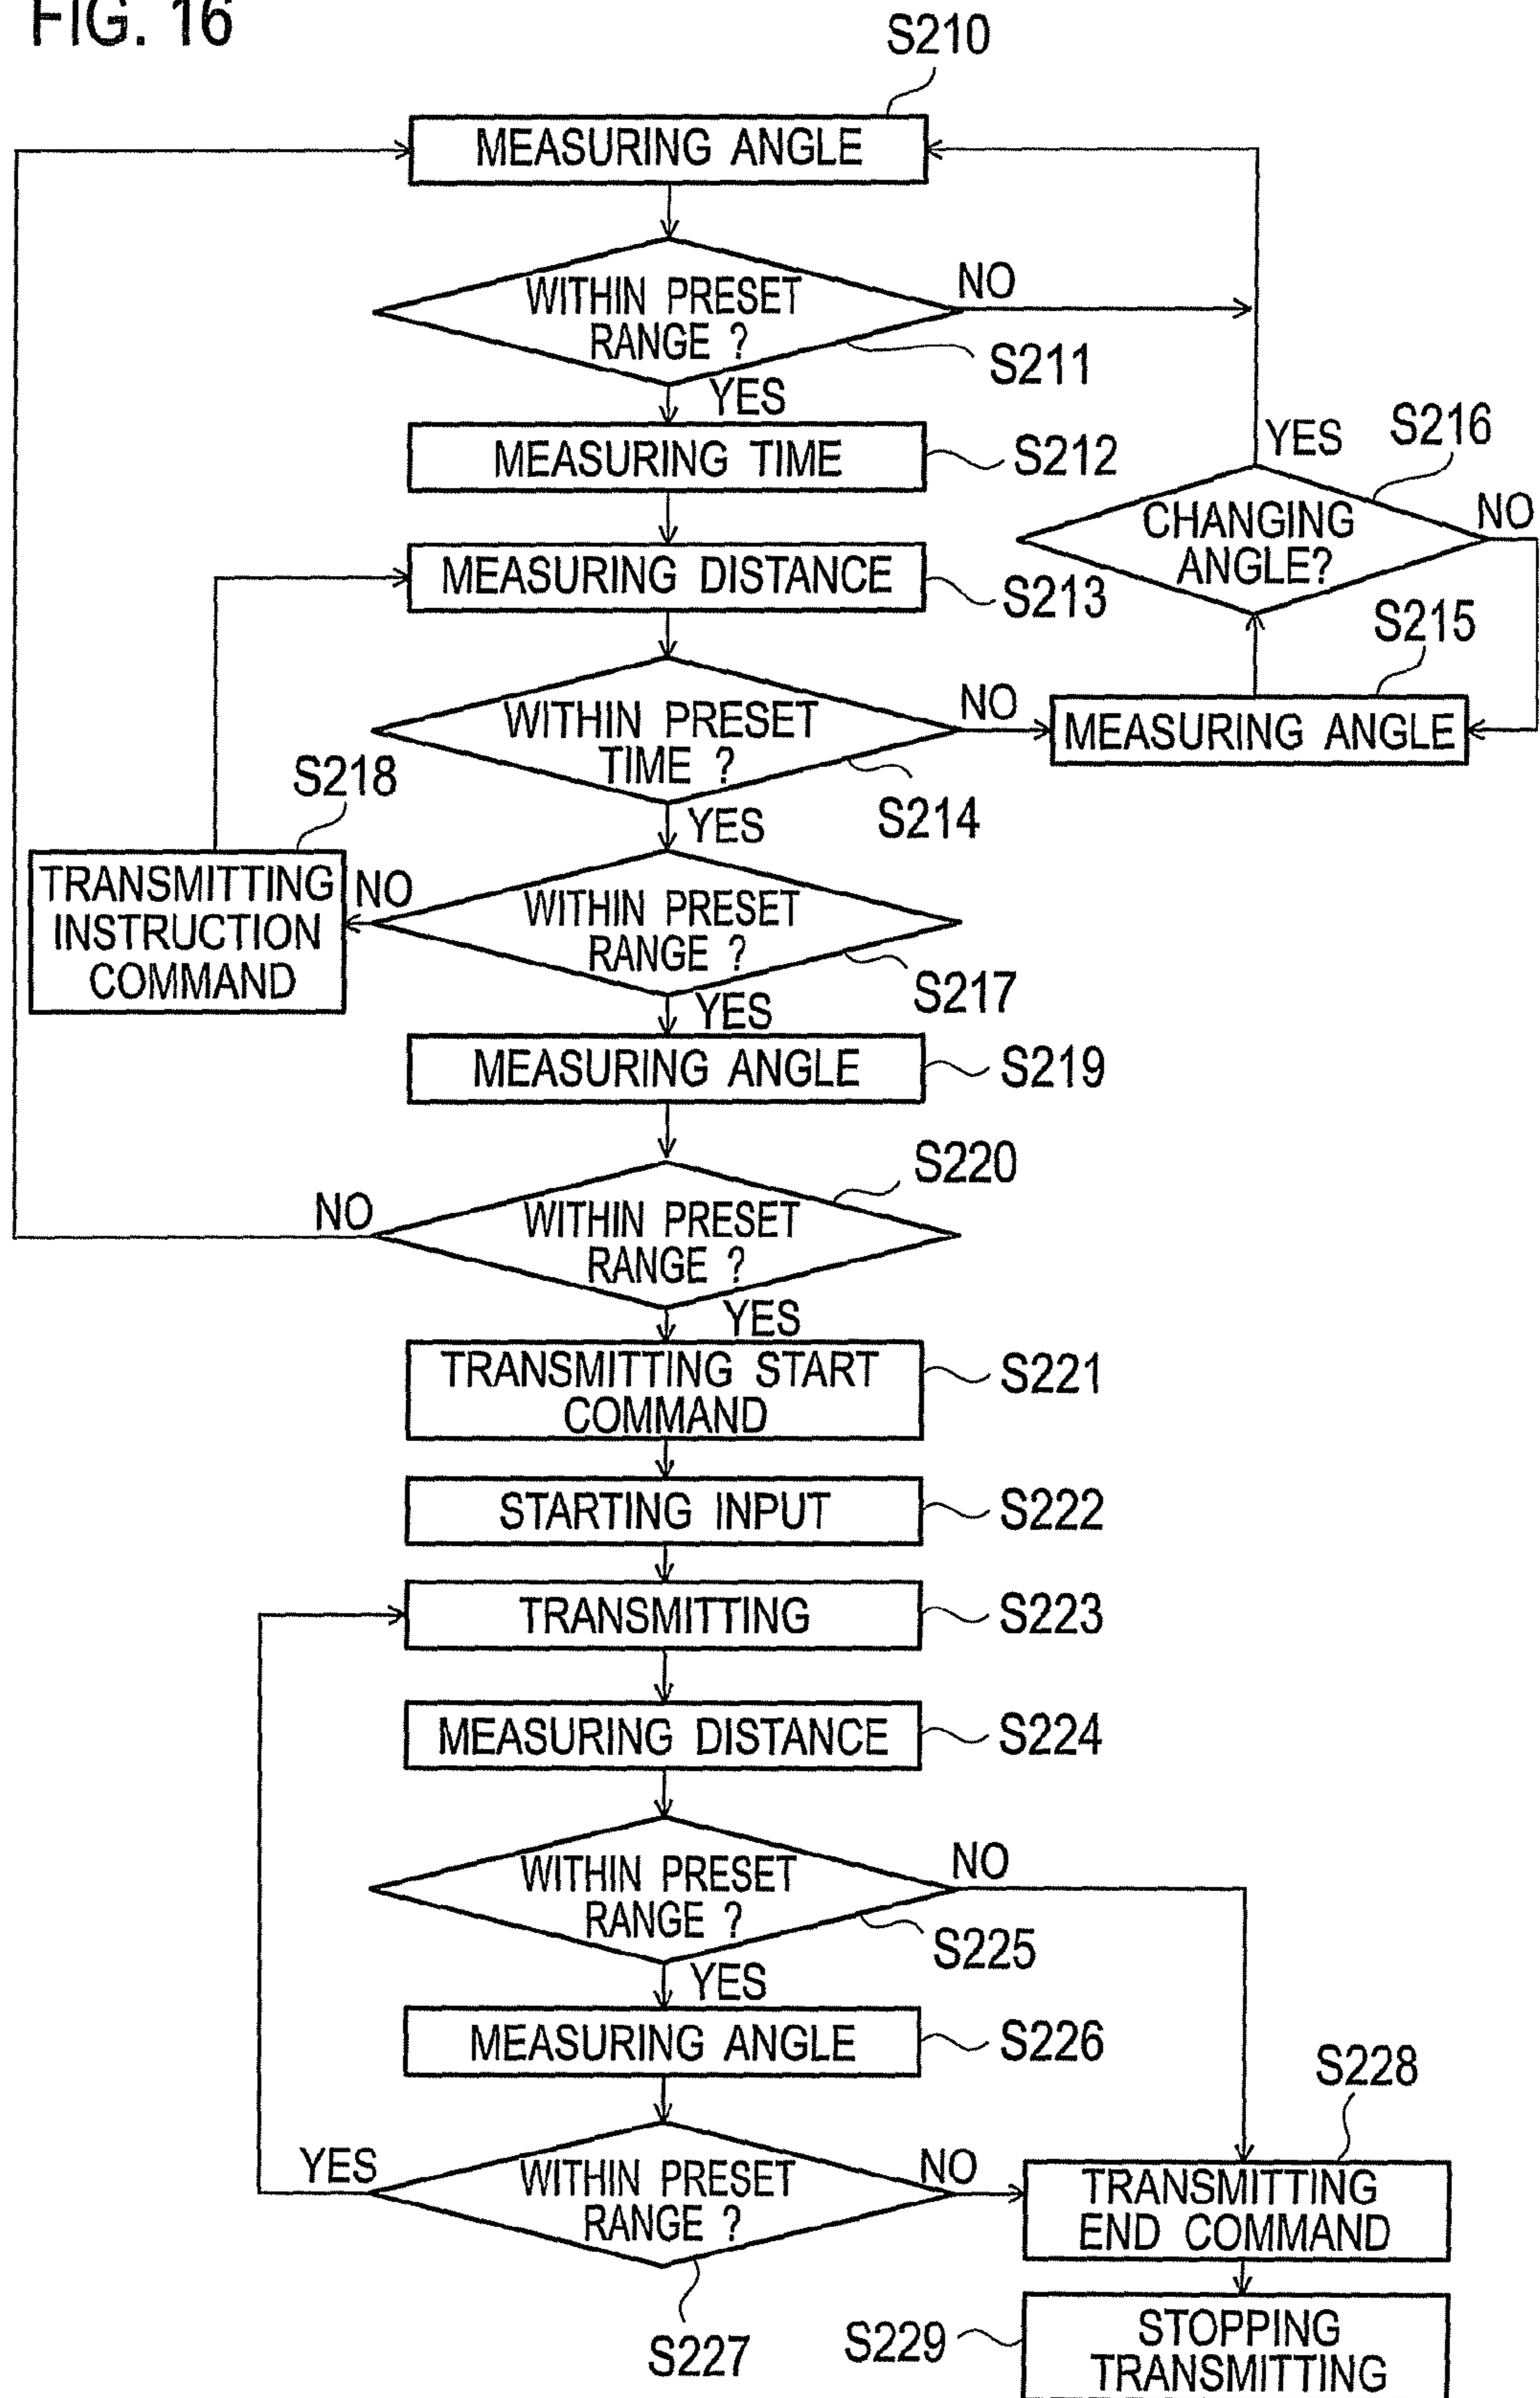 FIG. 16
S210
MEASURING ANGLE
WITHIN PRESET
RANGE ?
NO
S211
YES
MEASURING TIME
S212
YES
S216
CHANGING
ANGLE?
NO
MEASURING DISTANCE
S213
S215
WITHIN PRESET
TIME ?
NO
MEASURING ANGLE
S214
YES
S218
TRANSMITTING
INSTRUCTION
COMMAND
NO
WITHIN PRESET
RANGE ?
S217
YES
MEASURING ANGLE
S219
S220
NO
WITHIN PRESET
RANGE ?
YES
TRANSMITTING START
COMMAND
S221
STARTING INPUT
S222
TRANSMITTING
S223
MEASURING DISTANCE
S224
WITHIN PRESET
RANGE ?
NO
S225
YES
MEASURING ANGLE
S226
S228
YES
WITHIN PRESET
RANGE ?
NO
TRANSMITTING
END COMMAND
S227
S229
STOPPING
TRANSMITTING